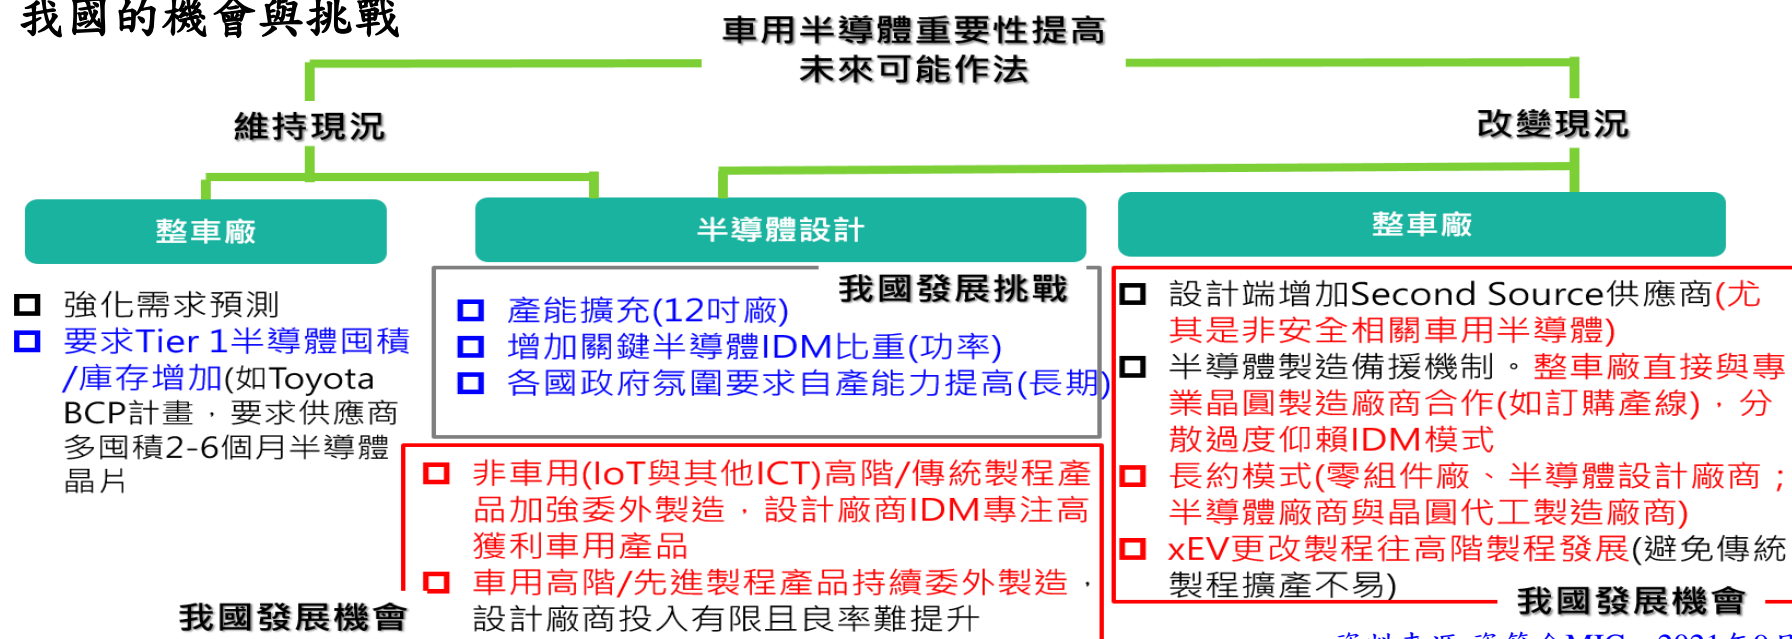 我國的機會與挑戰
車用半導體重要性提高
未來可能作法
維持現況
改變現況
整車廠
半導體設計
整車廠
強化需求預測
要求Tier 1半導體囤積
/庫存增加(如Toyota
BCP計畫，要求供應商
多囤積2-6個月半導體
晶片
我國發展挑戰
產能擴充(12吋廠)
增加關鍵半導體IDM比重(功率)
各國政府氛圍要求自產能力提高(長期)
非車用(IoT與其他ICT)高階/傳統製程產
品加強委外製造，設計廠商IDM專注高
獲利車用產品
車用高階/先進製程產品持續委外製造，
設計廠商投入有限且良率難提升
我國發展機會
設計端增加Second Source供應商(尤
其是非安全相關車用半導體)
半導體製造備援機制。整車廠直接與專
業晶圓製造廠商合作(如訂購產線)，分
散過度仰賴IDM模式
長約模式(零組件廠、半導體設計廠商；
半導體廠商與晶圓代工製造廠商)
xEV更改製程往高階製程發展(避免傳統
製程擴產不易)
我國發展機會